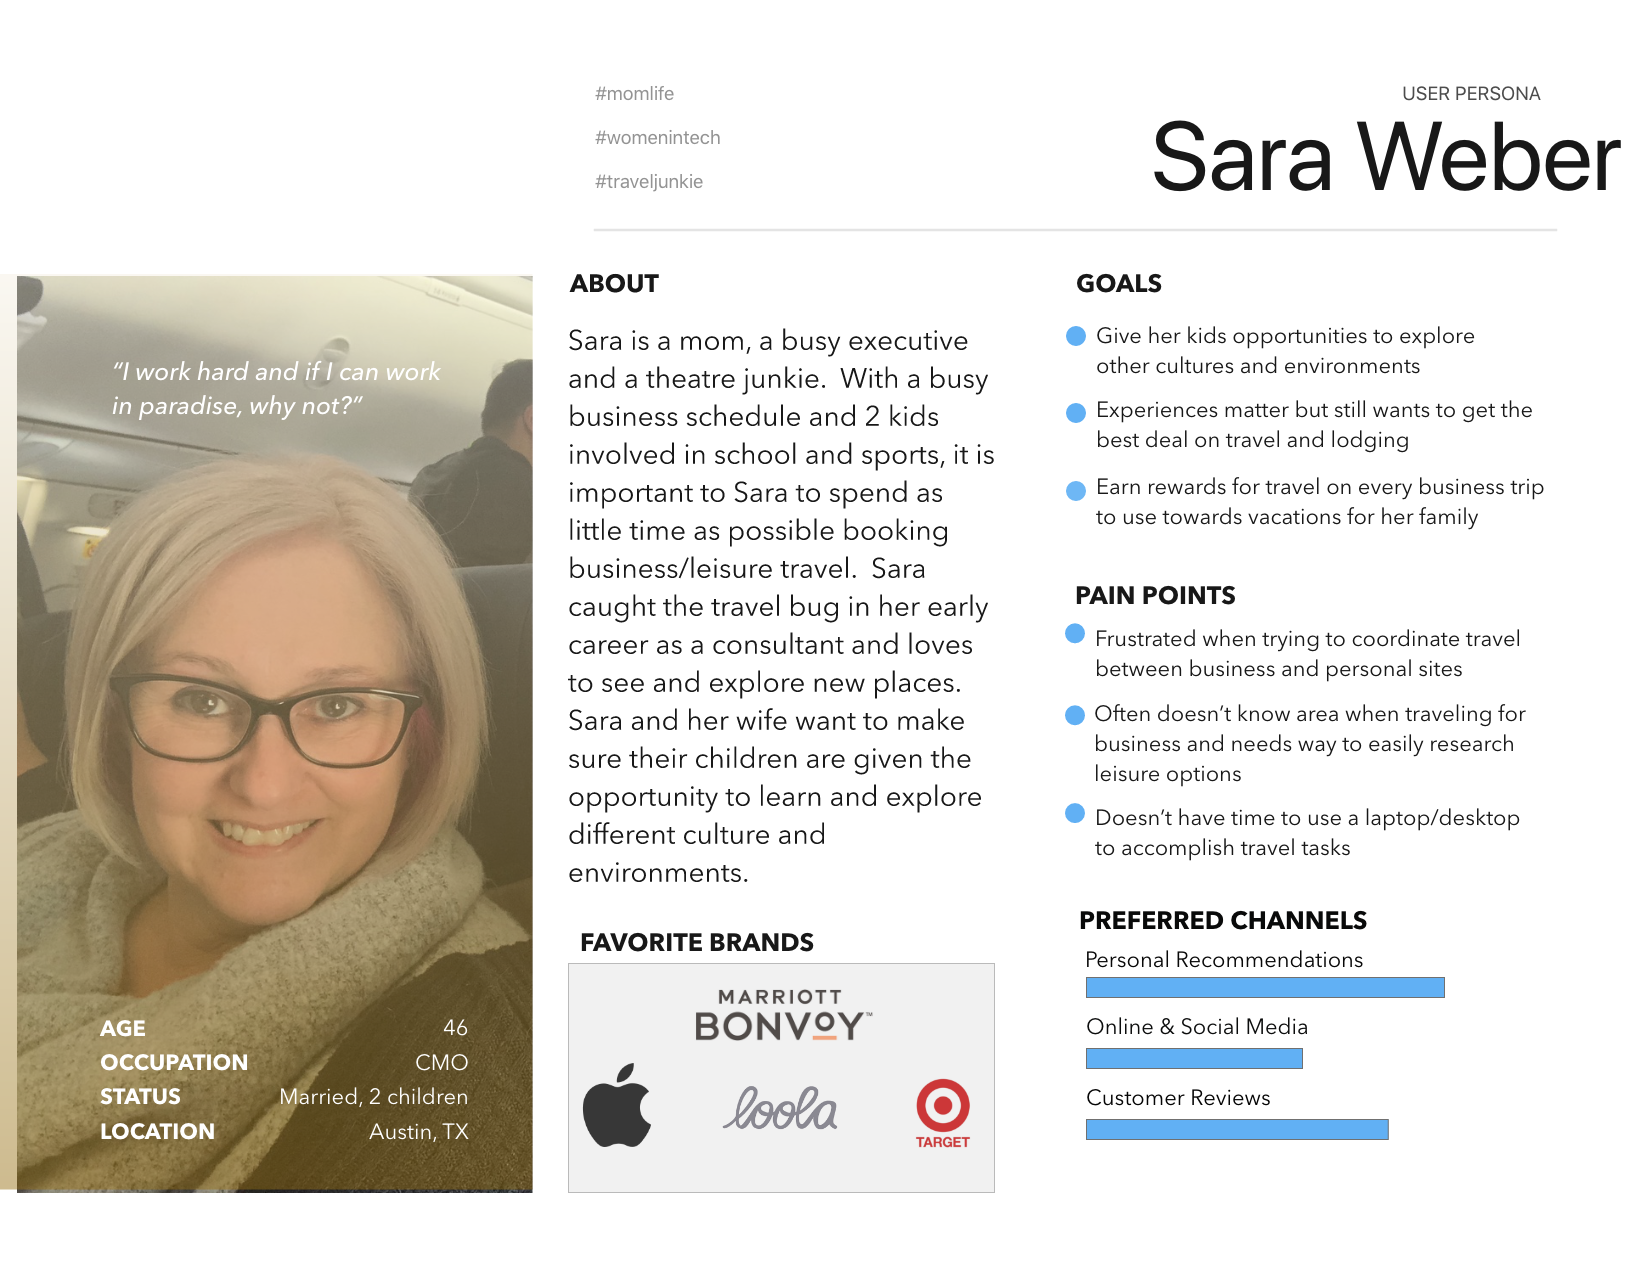 #momlife
#womenintech
#traveljunkie
USER PERSONA
Sara Weber
“I work hard and if I can work
in paradise, why not?”
AGE 46
OCCUPATION CMO
STATUS Married, 2 children
LOCATION Austin, TX
ABOUT
Sara is a mom, a busy executive
and a theatre junkie.  With a busy
business schedule and 2 kids
involved in school and sports, it is
important to Sara to spend as
little time as possible booking
business/leisure travel.  Sara
caught the travel bug in her early
career as a consultant and loves
to see and explore new places.
Sara and her wife want to make
sure their children are given the
opportunity to learn and explore
different culture and
environments.
FAVORITE BRANDS
MARRIOTT
BONVOY™
loola
TARGET
GOALS
Give her kids opportunities to explore
other cultures and environments
Experiences matter but still wants to get the
best deal on travel and lodging
Earn rewards for travel on every business trip
to use towards vacations for her family
PAIN POINTS
Frustrated when trying to coordinate travel
between business and personal sites
Often doesn’t know area when traveling for
business and needs way to easily research
leisure options
Doesn’t have time to use a laptop/desktop
to accomplish travel tasks
PREFERRED CHANNELS
Personal Recommendations
Online & Social Media
Customer Reviews